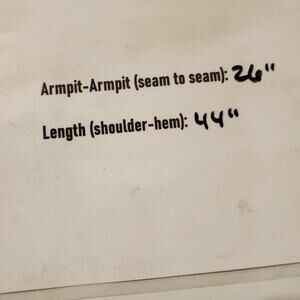 Armpit-Armpit (seam to seam): 26"
Length (shoulder-hem): 44"